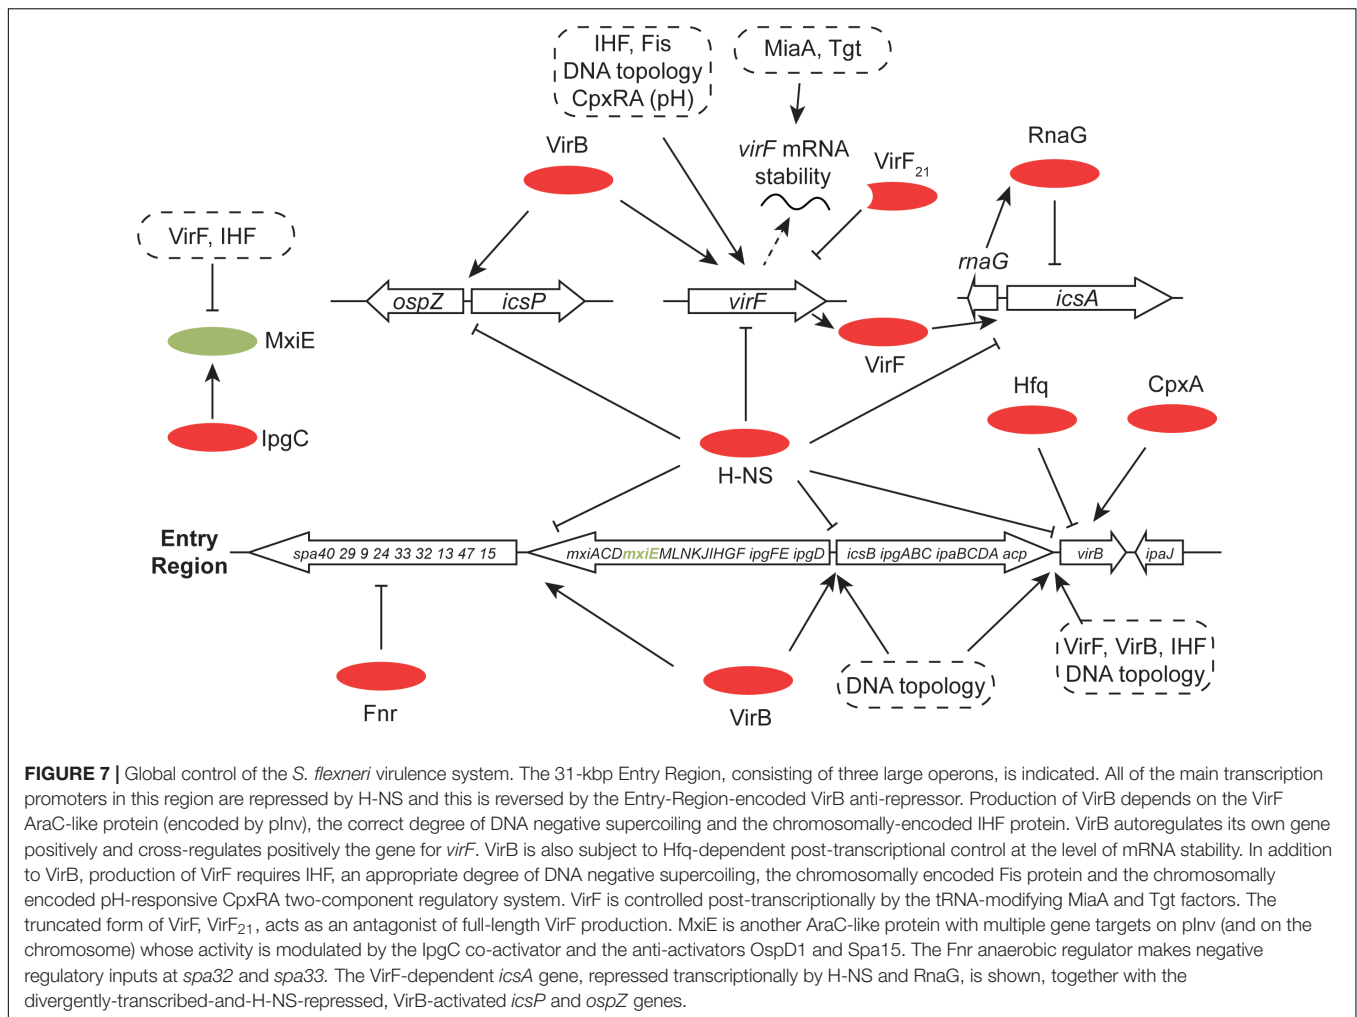 IHF, Fis
DNA topology
CpxRA (pH)
MiaA, Tgt
VirB
virF mRNA
stability
VirF21
RnaG
VirF, IHF
rnaG
ospZ
icsP
virF
icsA
MxiE
VirF
IpgC
Hfq
CpxA
H-NS
Entry
Region
spa40 29 9 24 33 32 13 47 15
mxiACDmxiEMLNKJIHGF ipgFE ipgD
icsB ipgABC ipaBCDA acp
virB
ipaJ
Fnr
VirB
DNA topology
VirF, VirB, IHF
DNA topology
FIGURE 7 | Global control of the S. flexneri virulence system. The 31-kbp Entry Region, consisting of three large operons, is indicated. All of the main transcription
promoters in this region are repressed by H-NS and this is reversed by the Entry-Region-encoded VirB anti-repressor. Production of VirB depends on the VirF
AraC-like protein (encoded by pInv), the correct degree of DNA negative supercoiling and the chromosomally-encoded IHF protein. VirB autoregulates its own gene
positively and cross-regulates positively the gene for virF. VirB is also subject to Hfq-dependent post-transcriptional control at the level of mRNA stability. In addition
to VirB, production of VirF requires IHF, an appropriate degree of DNA negative supercoiling, the chromosomally encoded Fis protein and the chromosomally
encoded pH-responsive CpxRA two-component regulatory system. VirF is controlled post-transcriptionally by the tRNA-modifying MiaA and Tgt factors. The
truncated form of VirF, VirF21, acts as an antagonist of full-length VirF production. MxiE is another AraC-like protein with multiple gene targets on pInv (and on the
chromosome) whose activity is modulated by the IpgC co-activator and the anti-activators OspD1 and Spa15. The Fnr anaerobic regulator makes negative
regulatory inputs at spa32 and spa33. The VirF-dependent icsA gene, repressed transcriptionally by H-NS and RnaG, is shown, together with the
divergently-transcribed-and-H-NS-repressed, VirB-activated icsP and ospZ genes.